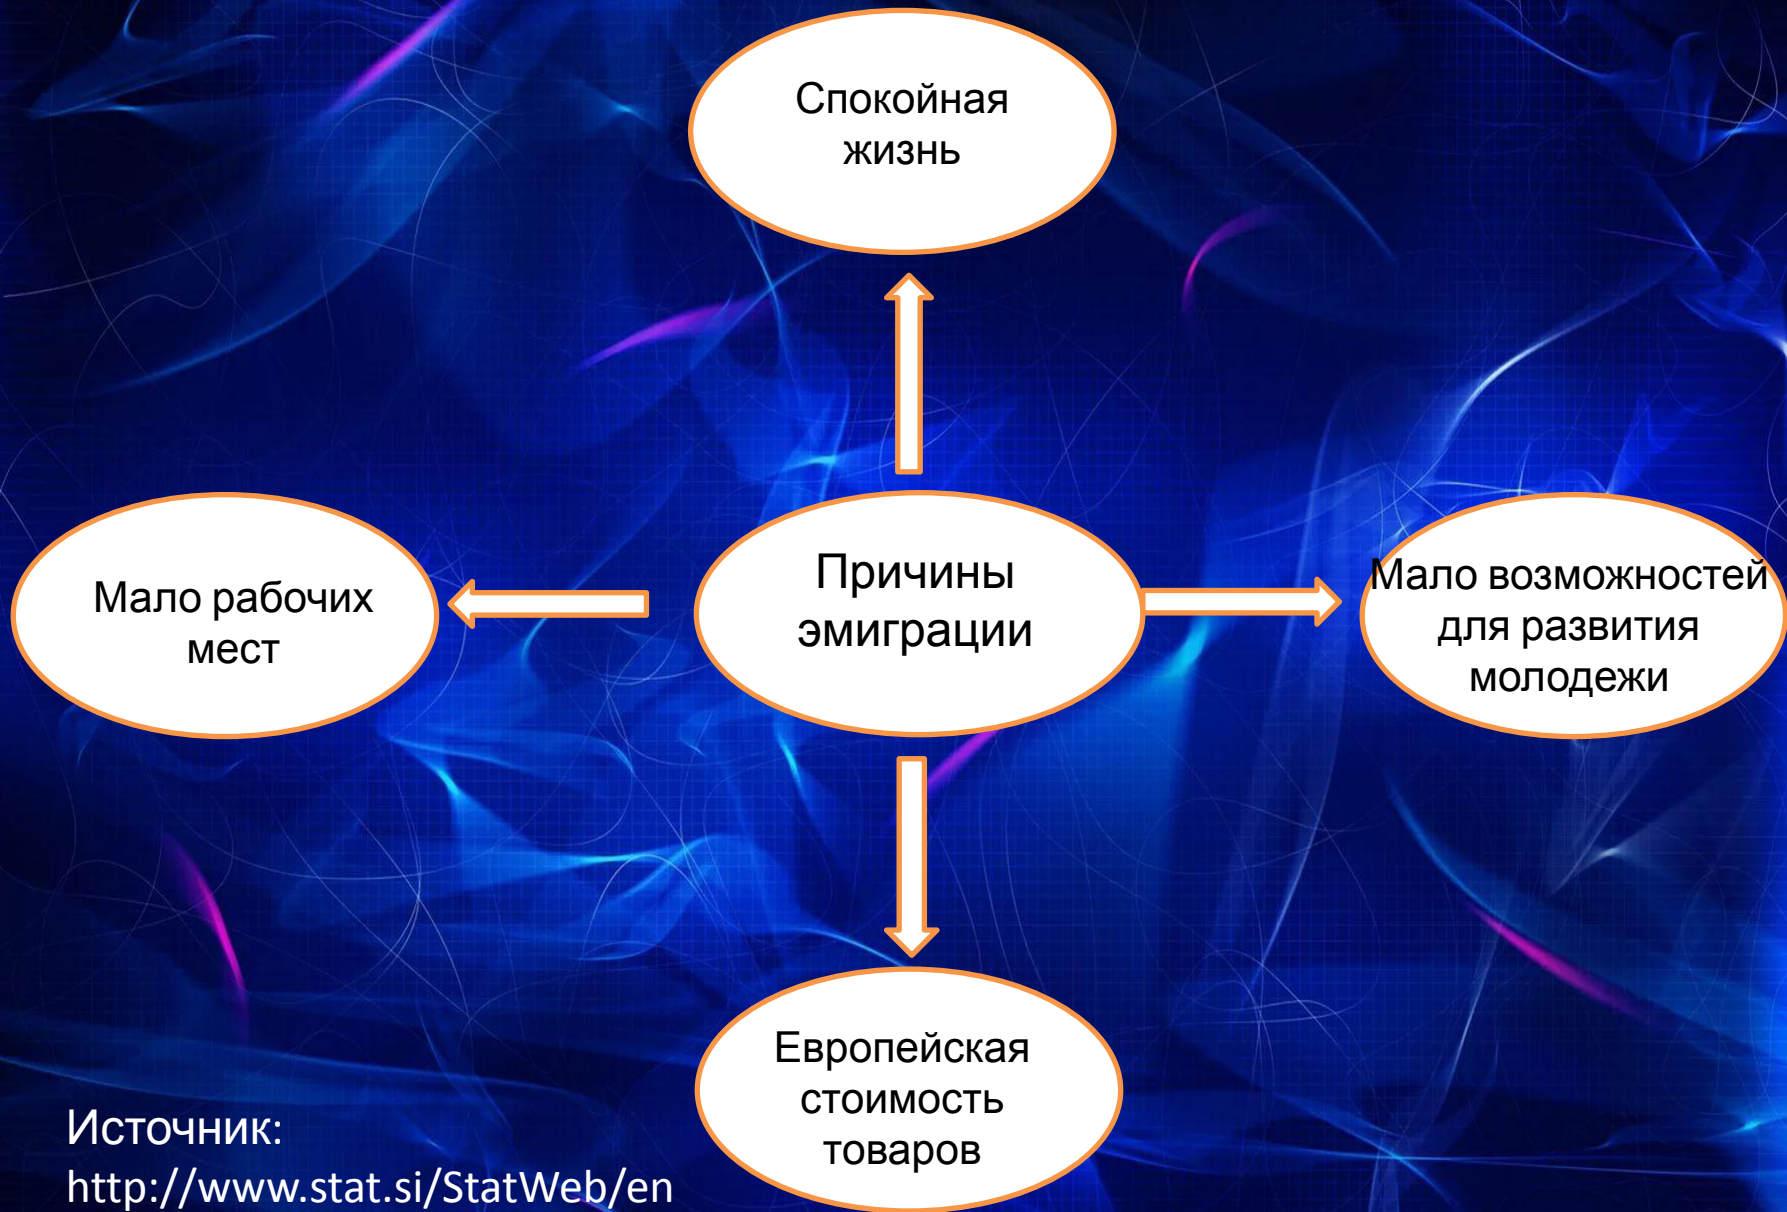 Спокойная
жизнь
Мало рабочих
мест
Причины
эмиграции
Мало возможностей
для развития
молодежи
Европейская
стоимость
товаров
Источник:
http://www.stat.si/StatWeb/en